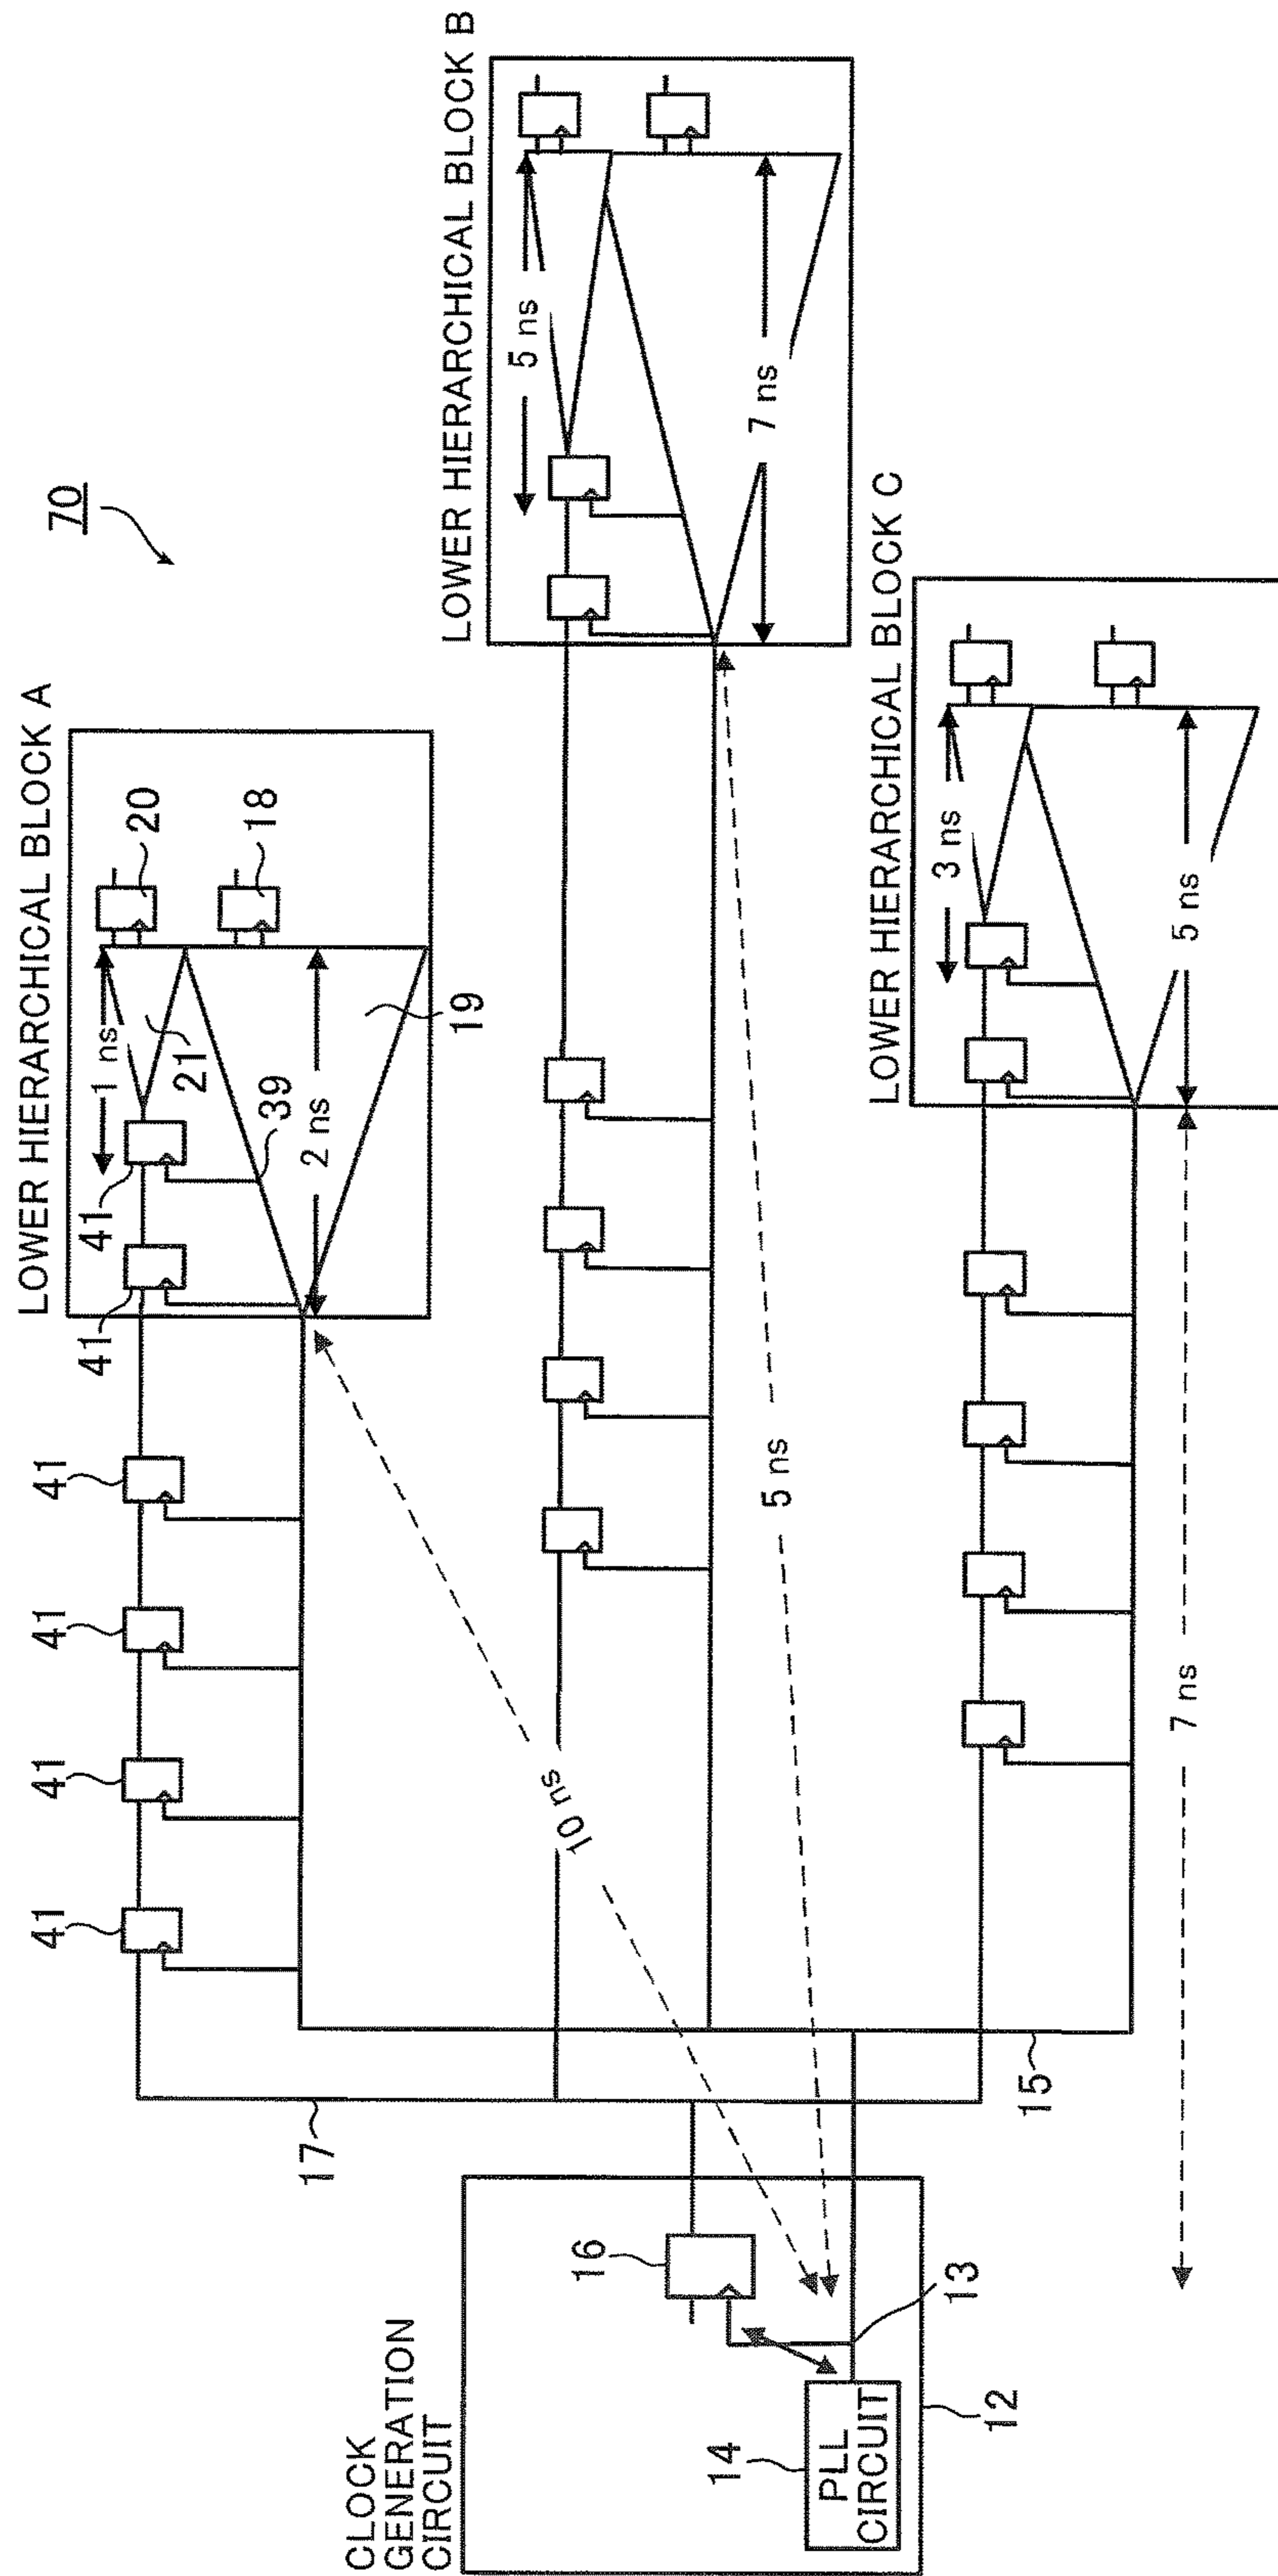 70
LOWER HIERARCHICAL BLOCK A
41
41
41
41
41
41
1 ns
21
20
18
39
2 ns
19
LOWER HIERARCHICAL BLOCK B
5 ns
7 ns
LOWER HIERARCHICAL BLOCK C
3 ns
5 ns
10 ns
5 ns
7 ns
17
15
CLOCK
GENERATION
CIRCUIT
16
13
14
PLL
CIRCUIT
12